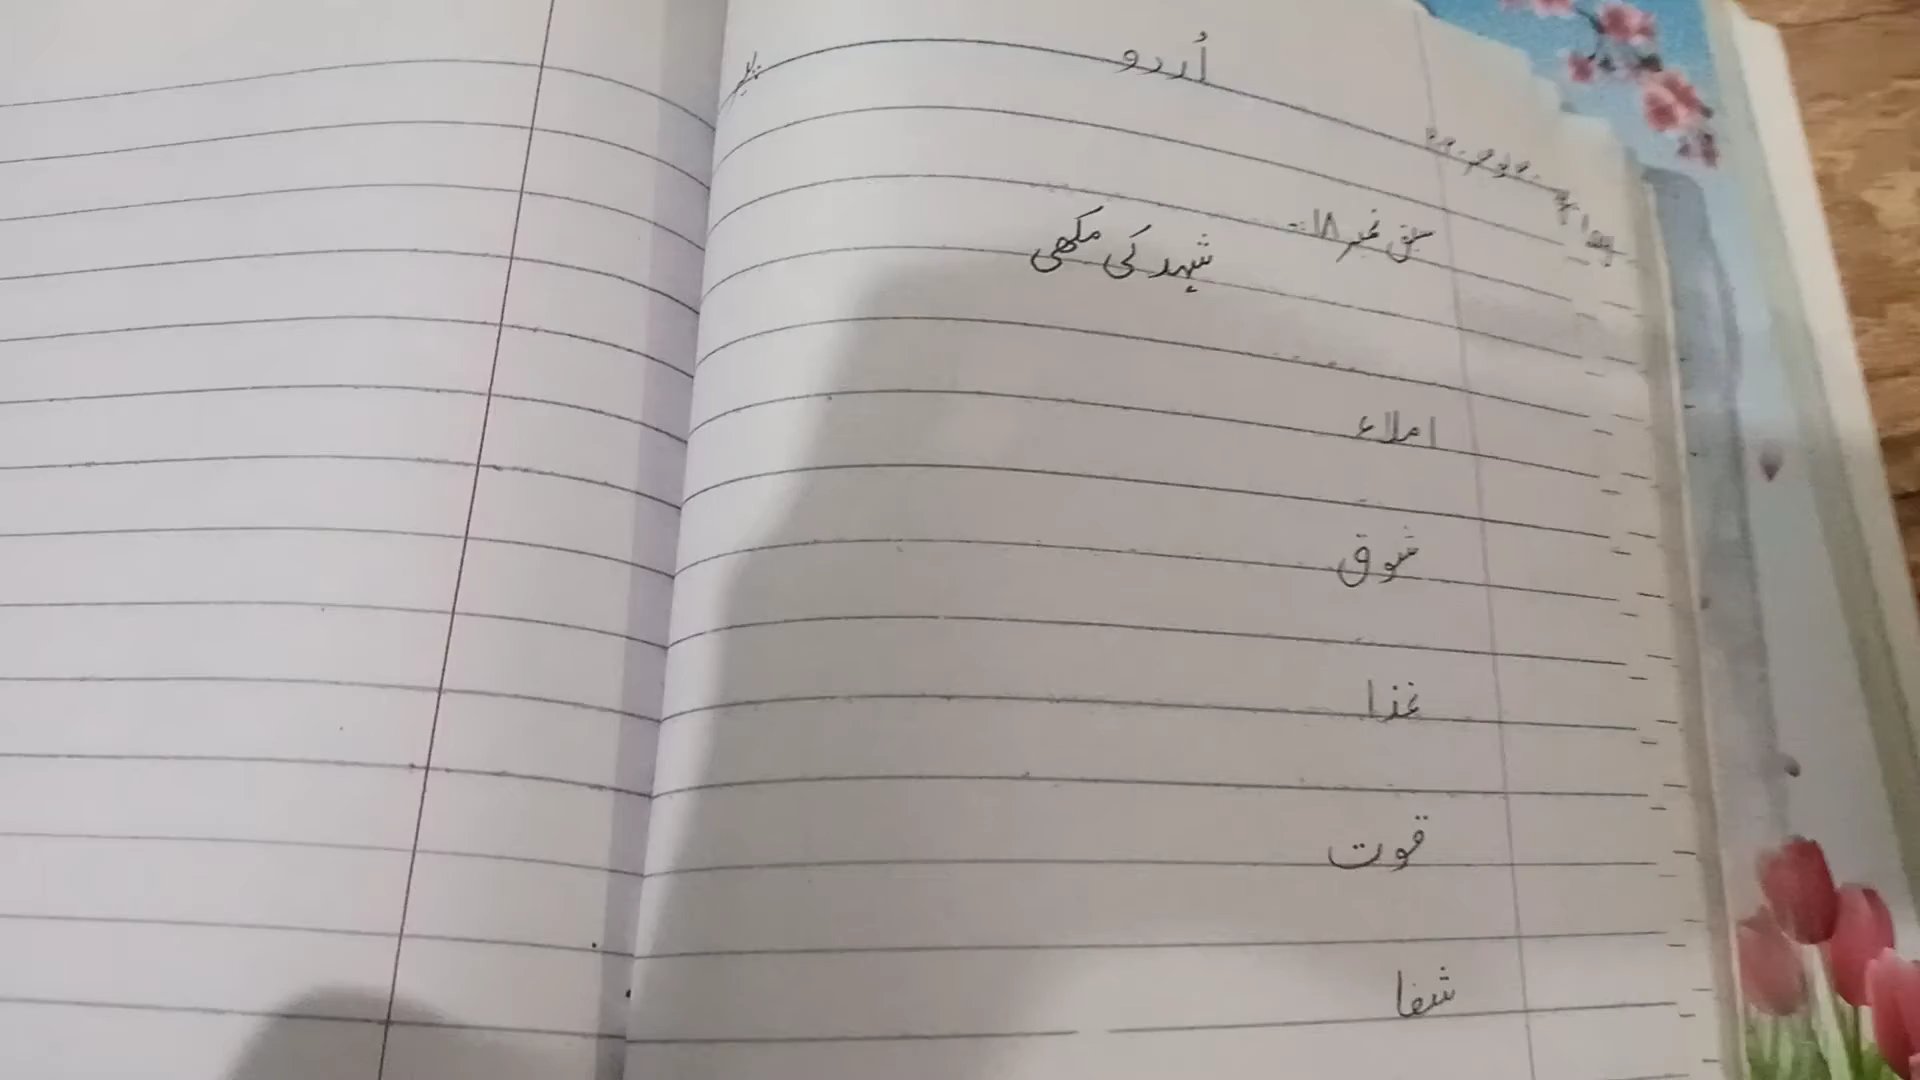 اُردو
سبق نمبر ۱۸:-
شہد کی مکھی
املاء
شوق
غذا
قوت
شفا